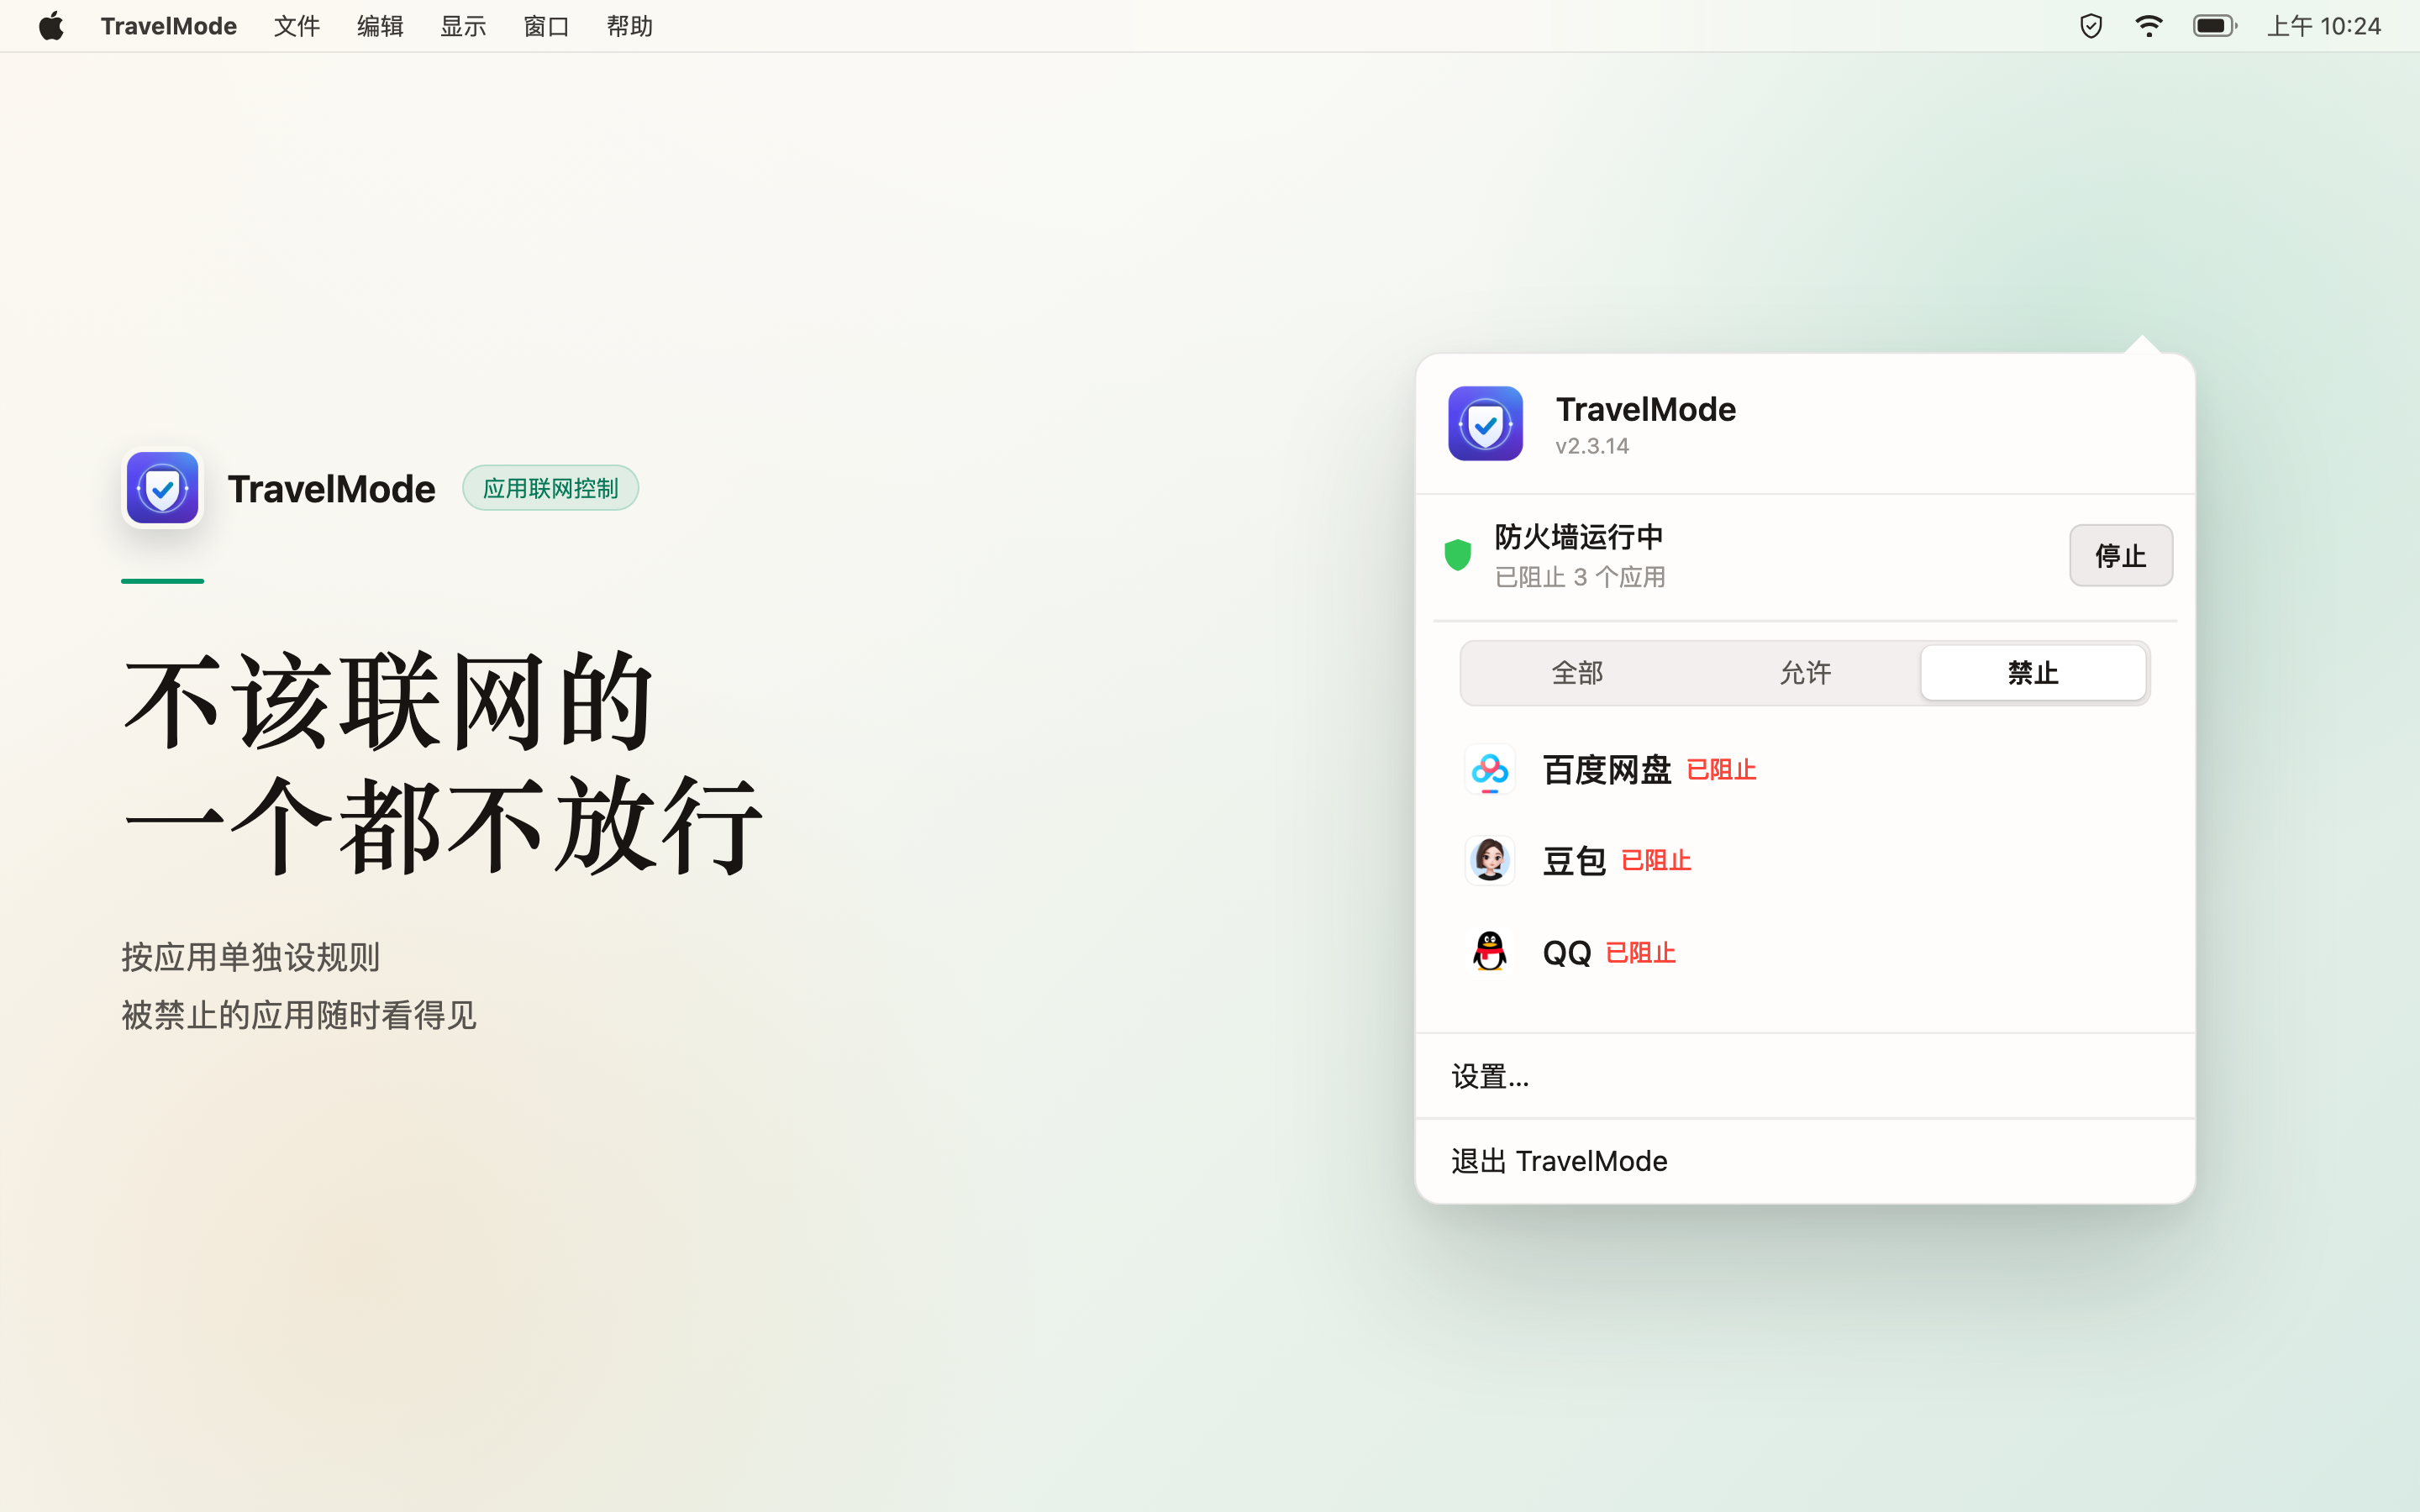 TravelMode 文件 编辑 显示 窗口 帮助 上午 10:24
TravelMode 应用联网控制
不该联网的
一个都不放行
按应用单独设规则
被禁止的应用随时看得见
TravelMode
v2.3.14
防火墙运行中
已阻止 3 个应用
停止
全部 允许 禁止
百度网盘 已阻止
豆包 已阻止
QQ 已阻止
设置...
退出 TravelMode